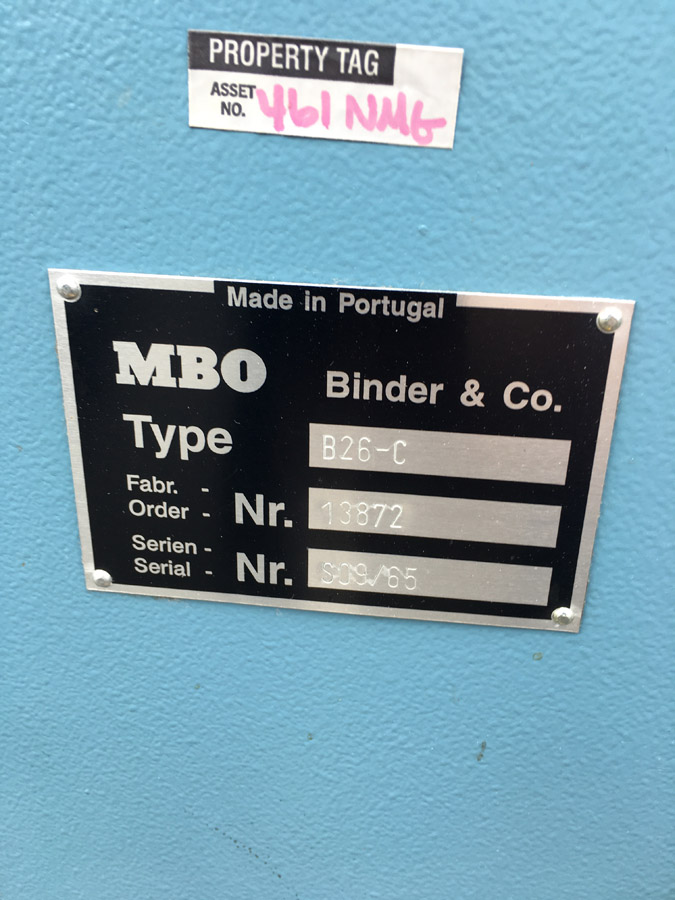 PROPERTY TAG
ASSET NO. 461 NMG
Made in Portugal
MBO Binder & Co.
Type B26-C
Fabr. -
Order - Nr. 13872
Serien -
Serial - Nr. S09/65